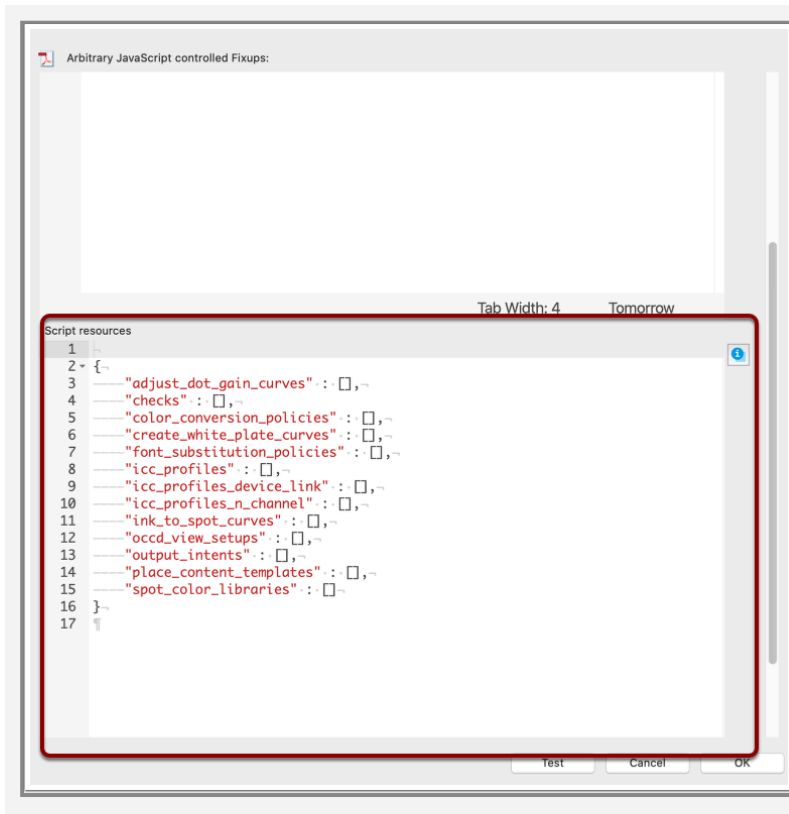 Arbitrary JavaScript controlled Fixups:
Tab Width: 4 Tomorrow
Script resources
1
2 {
3 "adjust_dot_gain_curves" : [],
4 "checks" : [],
5 "color_conversion_policies" : [],
6 "create_white_plate_curves" : [],
7 "font_substitution_policies" : [],
8 "icc_profiles" : [],
9 "icc_profiles_device_link" : [],
10 "icc_profiles_n_channel" : [],
11 "ink_to_spot_curves" : [],
12 "occd_view_setups" : [],
13 "output_intents" : [],
14 "place_content_templates" : [],
15 "spot_color_libraries" : []
16 }
17 ¶
Test Cancel OK